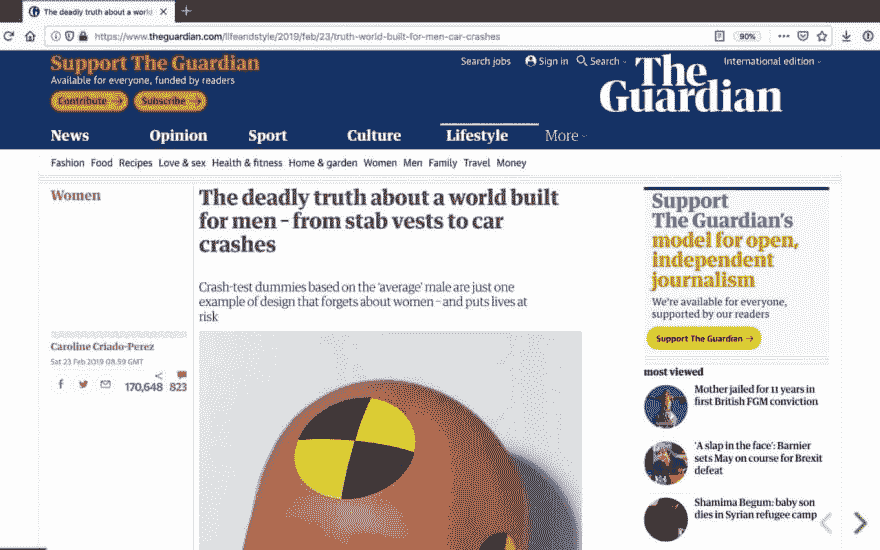 The deadly truth about a world
https://www.theguardian.com/lifeandstyle/2019/feb/23/truth-world-built-for-men-car-crashes
90%
Support The Guardian
Available for everyone, funded by readers
Contribute →
Subscribe →
Search jobs
Sign in
Search
International edition
The
Guardian
News
Opinion
Sport
Culture
Lifestyle
More
Fashion Food Recipes Love & sex Health & fitness Home & garden Women Men Family Travel Money
Women
The deadly truth about a world built
for men – from stab vests to car
crashes
Crash-test dummies based on the ‘average’ male are just one
example of design that forgets about women – and puts lives at
risk
Caroline Criado-Perez
Sat 23 Feb 2019 08.59 GMT
170,648 823
Support
The Guardian’s
model for open,
independent
journalism
We’re available for everyone,
supported by our readers
Support The Guardian →
most viewed
Mother jailed for 11 years in
first British FGM conviction
‘A slap in the face’: Barnier
sets May on course for Brexit
defeat
Shamima Begum: baby son
dies in Syrian refugee camp